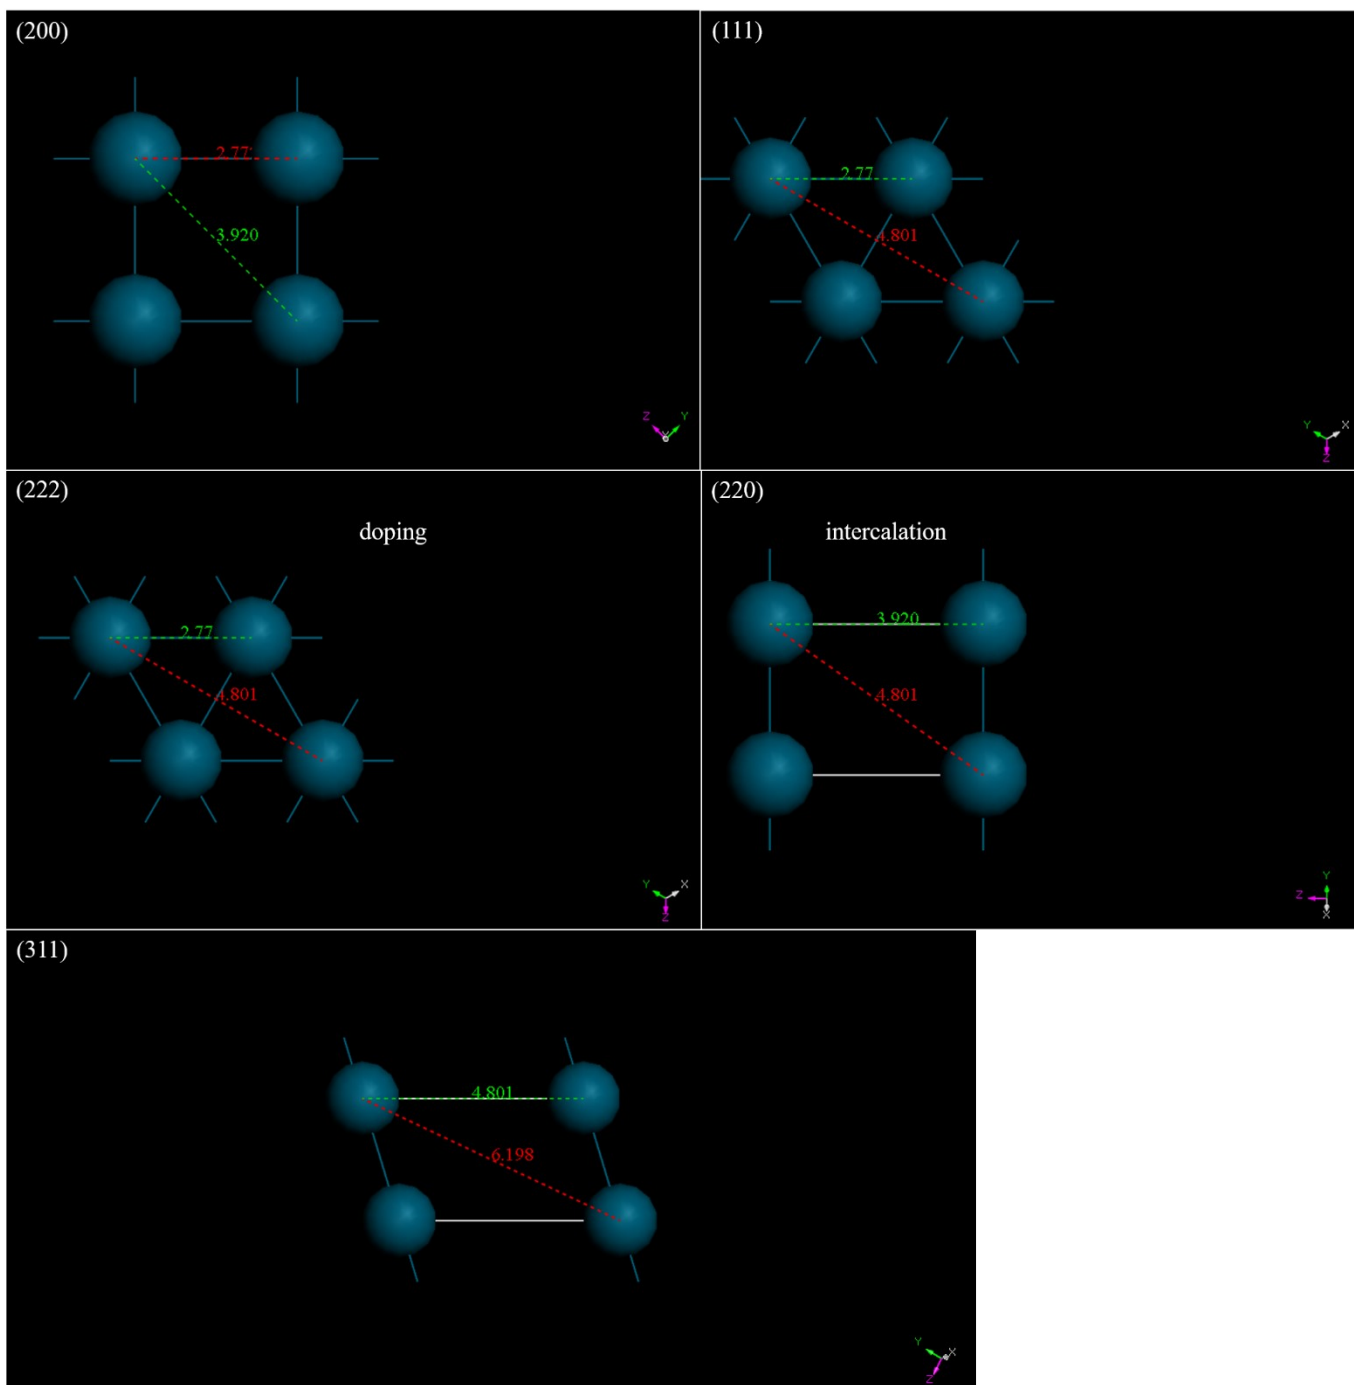 (200)
2.77
3.920
Z Y
(111)
2.77
4.801
Y X
Z
(222)
doping
2.77
4.801
Y X
Z
(220)
intercalation
3.920
4.801
Y
Z
X
(311)
4.801
6.198
Y X
Z